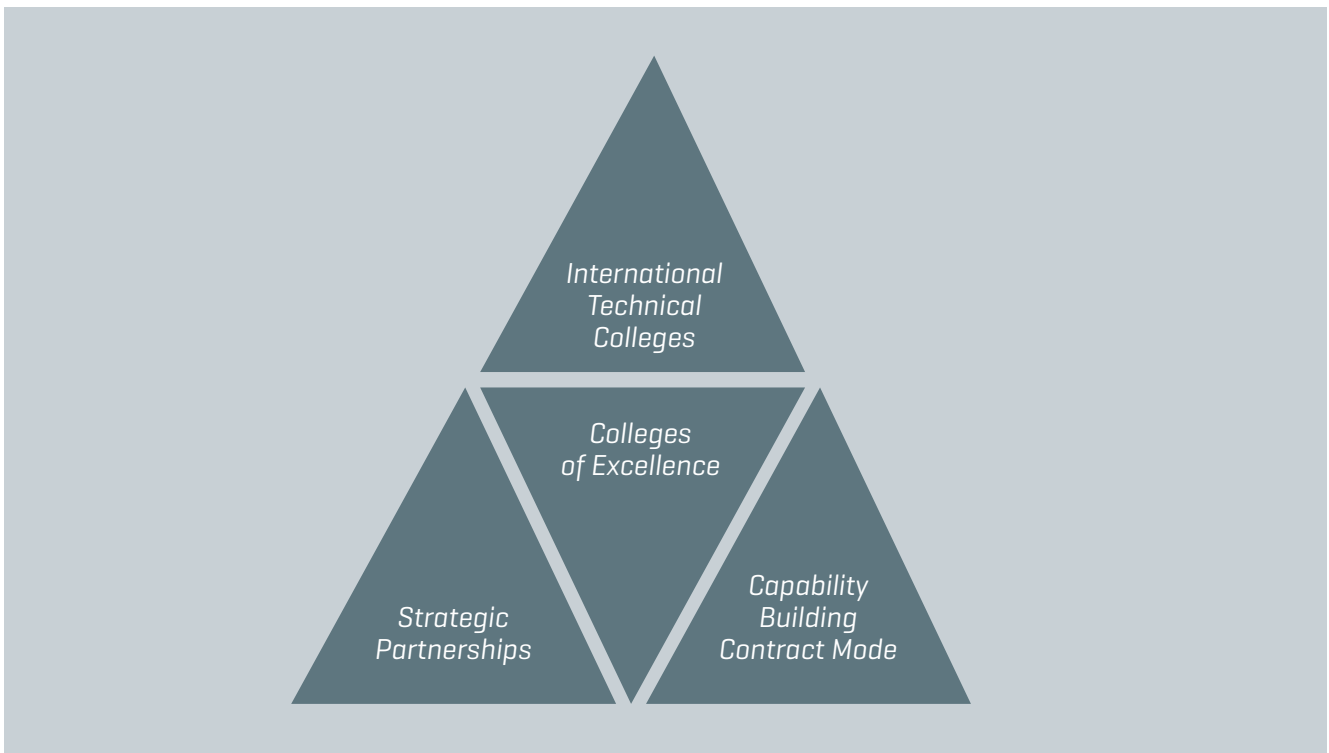 International
Technical
Colleges
Colleges
of Excellence
Strategic
Partnerships
Capability
Building
Contract Mode